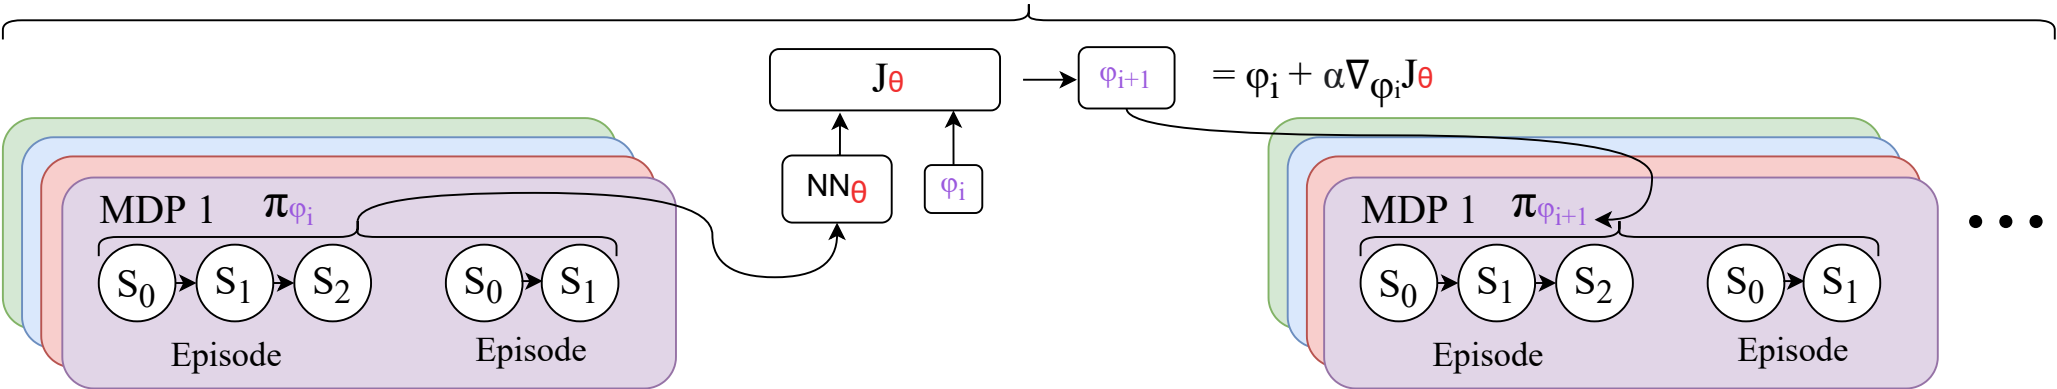 Jθ
φi+1
= φi + α∇φiJθ
NNθ
φi
MDP 1 πφi
S0 S1 S2 S0 S1
Episode Episode
MDP 1 πφi+1
S0 S1 S2 S0 S1
Episode Episode
•••